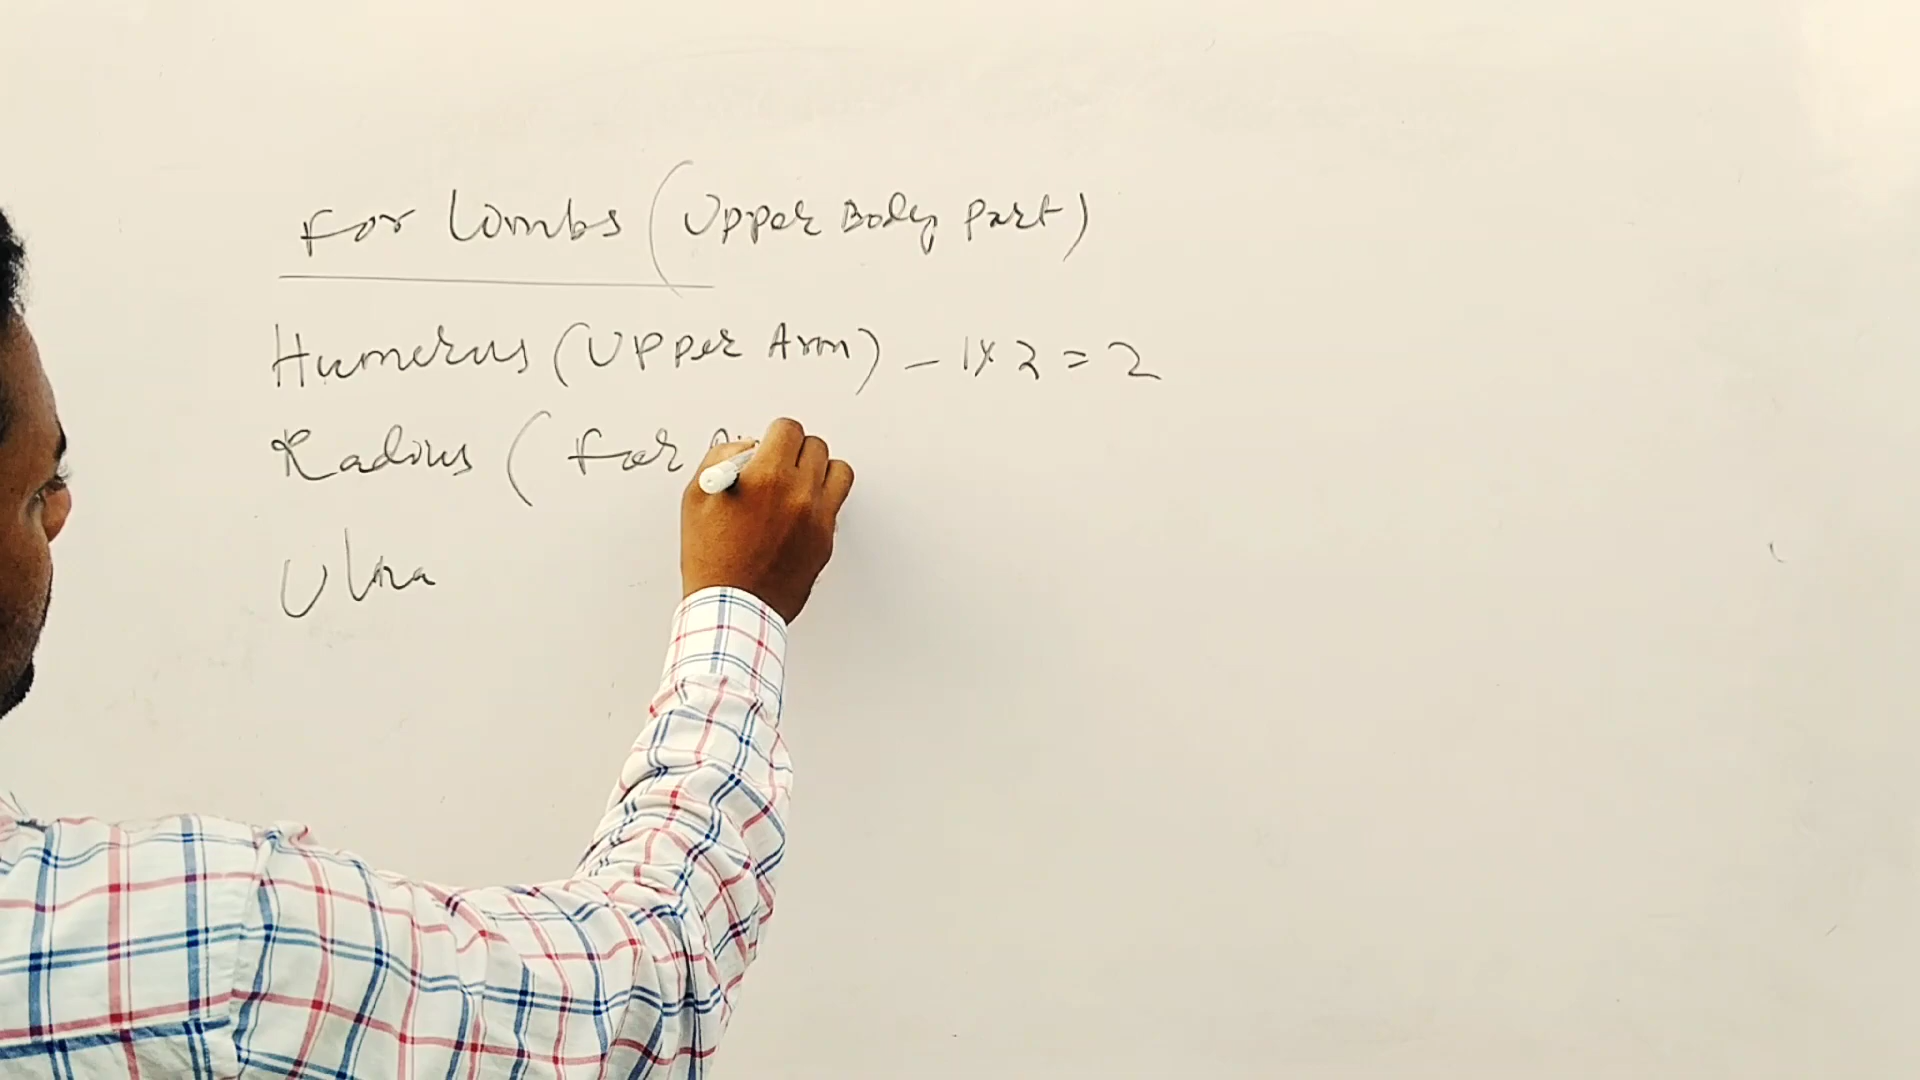 For Limbs (Upper Body Part)
Humerus (Upper Arm) - 1x2=2
Radius (For
Ulna